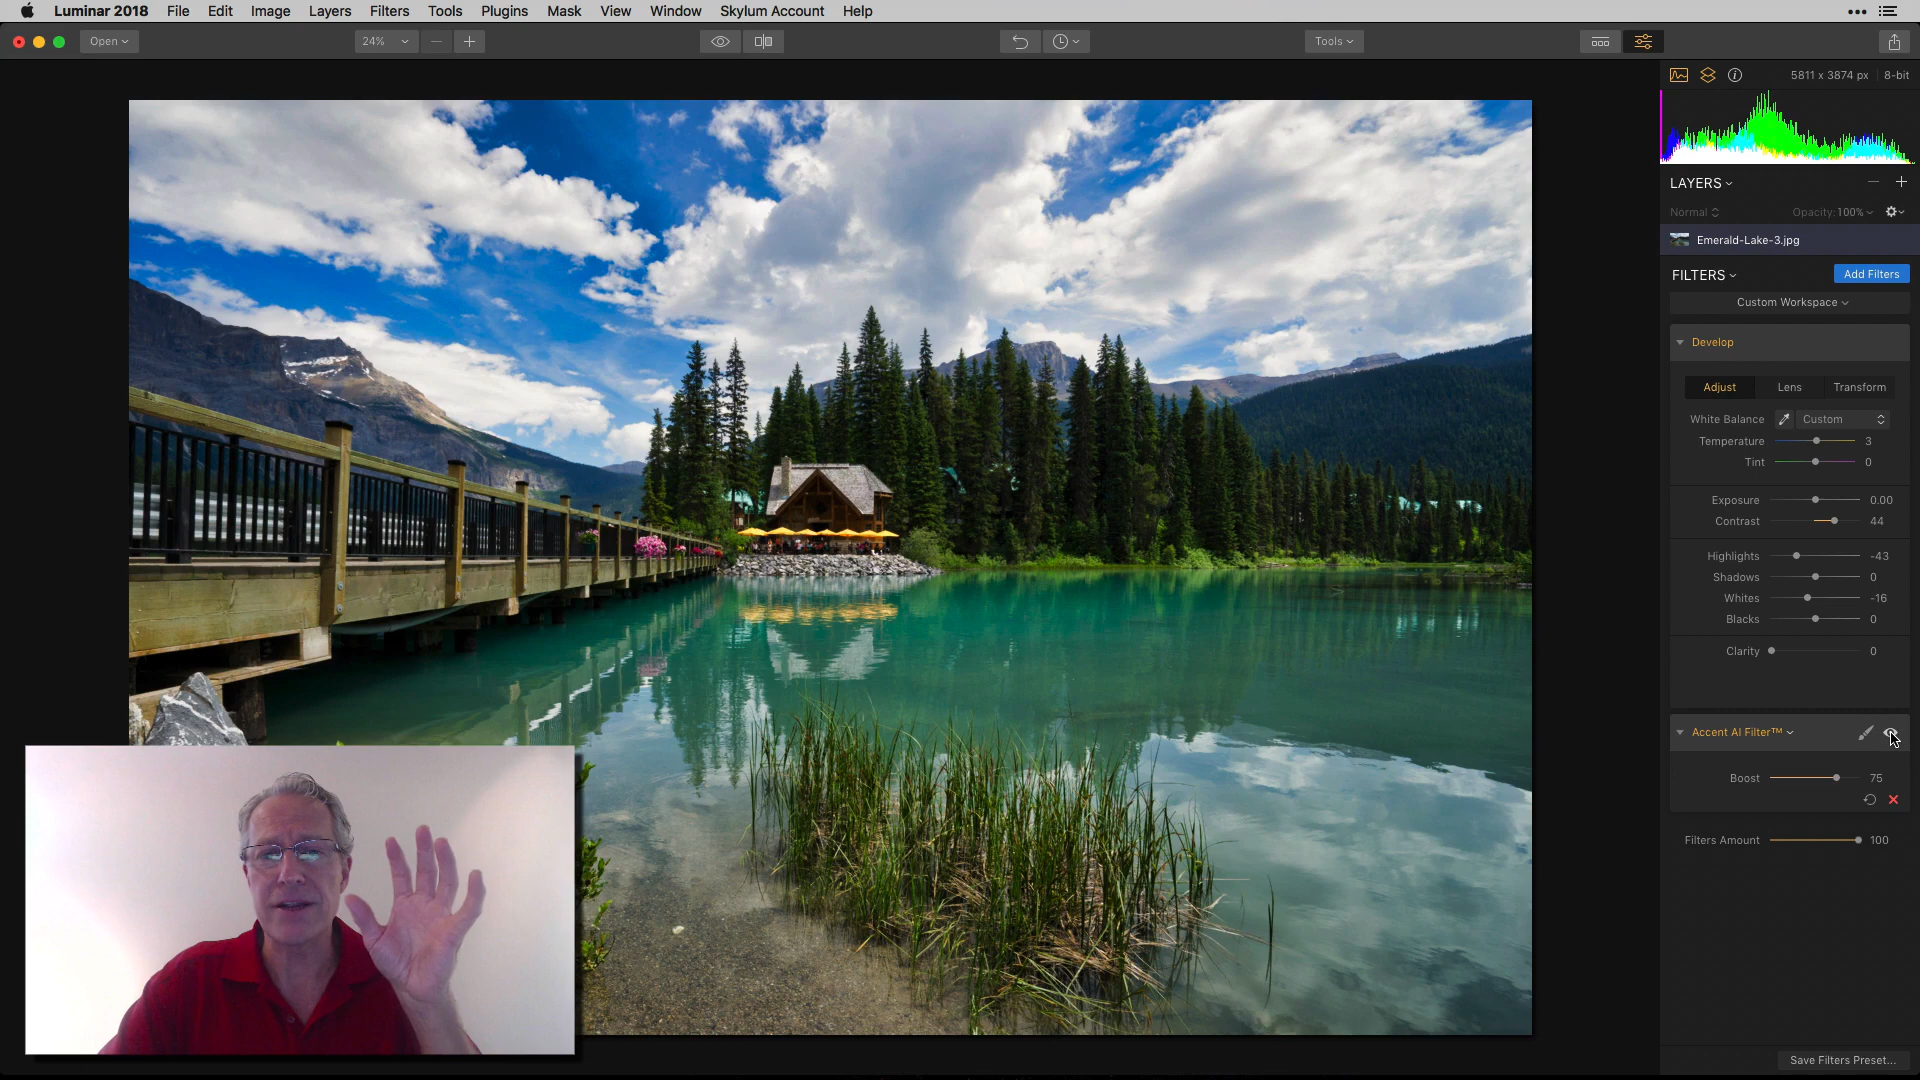 Luminar 2018 File Edit Image Layers Filters Tools Plugins Mask View Window Skylum Account Help
Open 24% Tools
5811 x 3874 px 8-bit
LAYERS
Normal Opacity: 100%
Emerald-Lake-3.jpg
FILTERS Add Filters
Custom Workspace
Develop
Adjust Lens Transform
White Balance Custom
Temperature 3
Tint 0
Exposure 0.00
Contrast 44
Highlights -43
Shadows 0
Whites -16
Blacks 0
Clarity 0
Accent AI Filter™
Boost 75
Filters Amount 100
Save Filters Preset...